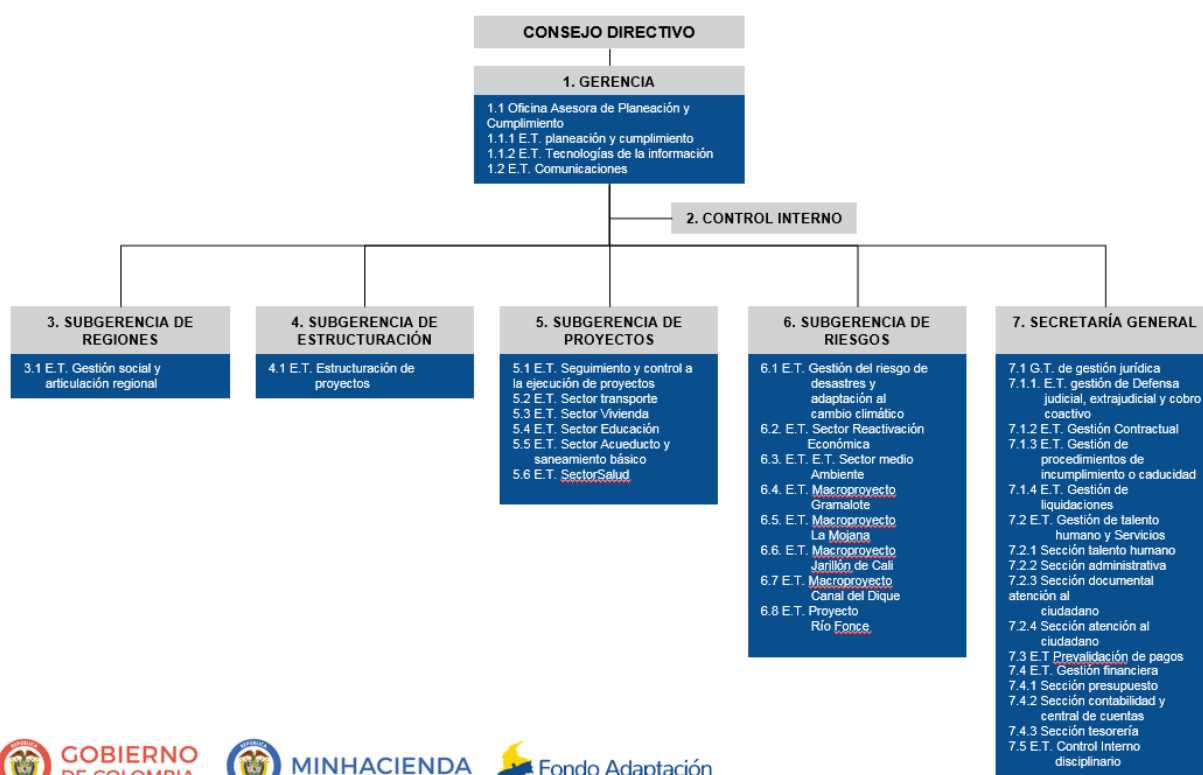 CONSEJO DIRECTIVO
1. GERENCIA
1.1 Oficina Asesora de Planeación y
Cumplimiento
1.1.1 E.T. planeación y cumplimiento
1.1.2 E.T. Tecnologías de la información
1.2 E.T. Comunicaciones
2. CONTROL INTERNO
3. SUBGERENCIA DE
REGIONES
3.1 E.T. Gestión social y
articulación regional
4. SUBGERENCIA DE
ESTRUCTURACIÓN
4.1 E.T. Estructuración de
proyectos
5. SUBGERENCIA DE
PROYECTOS
5.1 E.T. Seguimiento y control a
la ejecución de proyectos
5.2 E.T. Sector transporte
5.3 E.T. Sector Vivienda
5.4 E.T. Sector Educación
5.5 E.T. Sector Acueducto y
saneamiento básico
5.6 E.T. SectorSalud
6. SUBGERENCIA DE
RIESGOS
6.1 E.T. Gestión del riesgo de
desastres y
adaptación al
cambio climático
6.2. E.T. Sector Reactivación
Económica
6.3. E.T. E.T. Sector medio
Ambiente
6.4. E.T. Macroproyecto
Gramalote
6.5. E.T. Macroproyecto
La Mojana
6.6. E.T. Macroproyecto
Jarillón de Cali
6.7 E.T. Macroproyecto
Canal del Dique
6.8 E.T. Proyecto
Río Fonce
7. SECRETARÍA GENERAL
7.1 G.T. de gestión jurídica
7.1.1. E.T. gestión de Defensa
judicial, extrajudicial y cobro
coactivo
7.1.2 E.T. Gestión Contractual
7.1.3 E.T. Gestión de
procedimientos de
incumplimiento o caducidad
7.1.4 E.T. Gestión de
liquidaciones
7.2 E.T. Gestión de talento
humano y Servicios
7.2.1 Sección talento humano
7.2.2 Sección administrativa
7.2.3 Sección documental
atención al
ciudadano
7.2.4 Sección atención al
ciudadano
7.3 E.T Prevalidación de pagos
7.4 E.T. Gestión financiera
7.4.1 Sección presupuesto
7.4.2 Sección contabilidad y
central de cuentas
7.4.3 Sección tesorería
7.5 E.T. Control Interno
disciplinario
GOBIERNO
DE COLOMBIA
MINHACIENDA
Fondo Adaptación